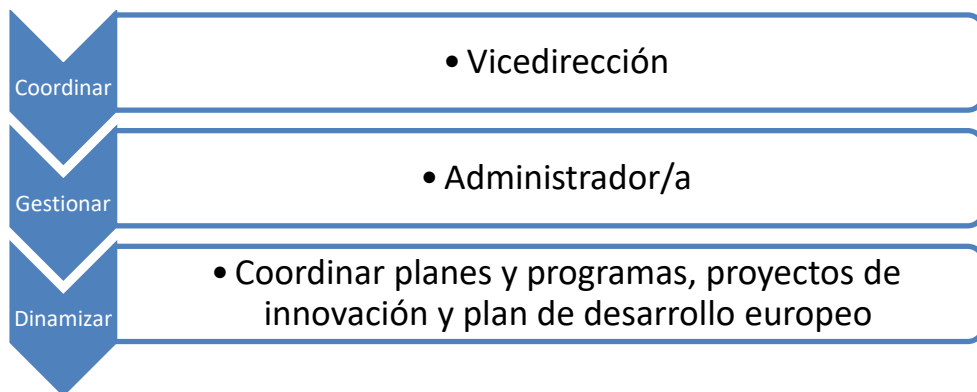 Coordinar
• Vicedirección
Gestionar
• Administrador/a
Dinamizar
• Coordinar planes y programas, proyectos de
innovación y plan de desarrollo europeo